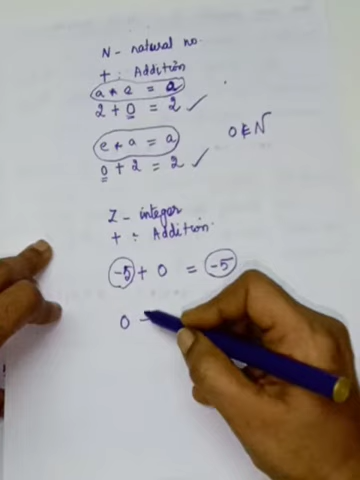 N - natural no.
+ : Addition
a * e = a
2 + 0 = 2 ✓
e * a = a
0 ∉ N
0 + 2 = 2 ✓
Z - integer
+ : Addition
-5 + 0 = -5
0 -